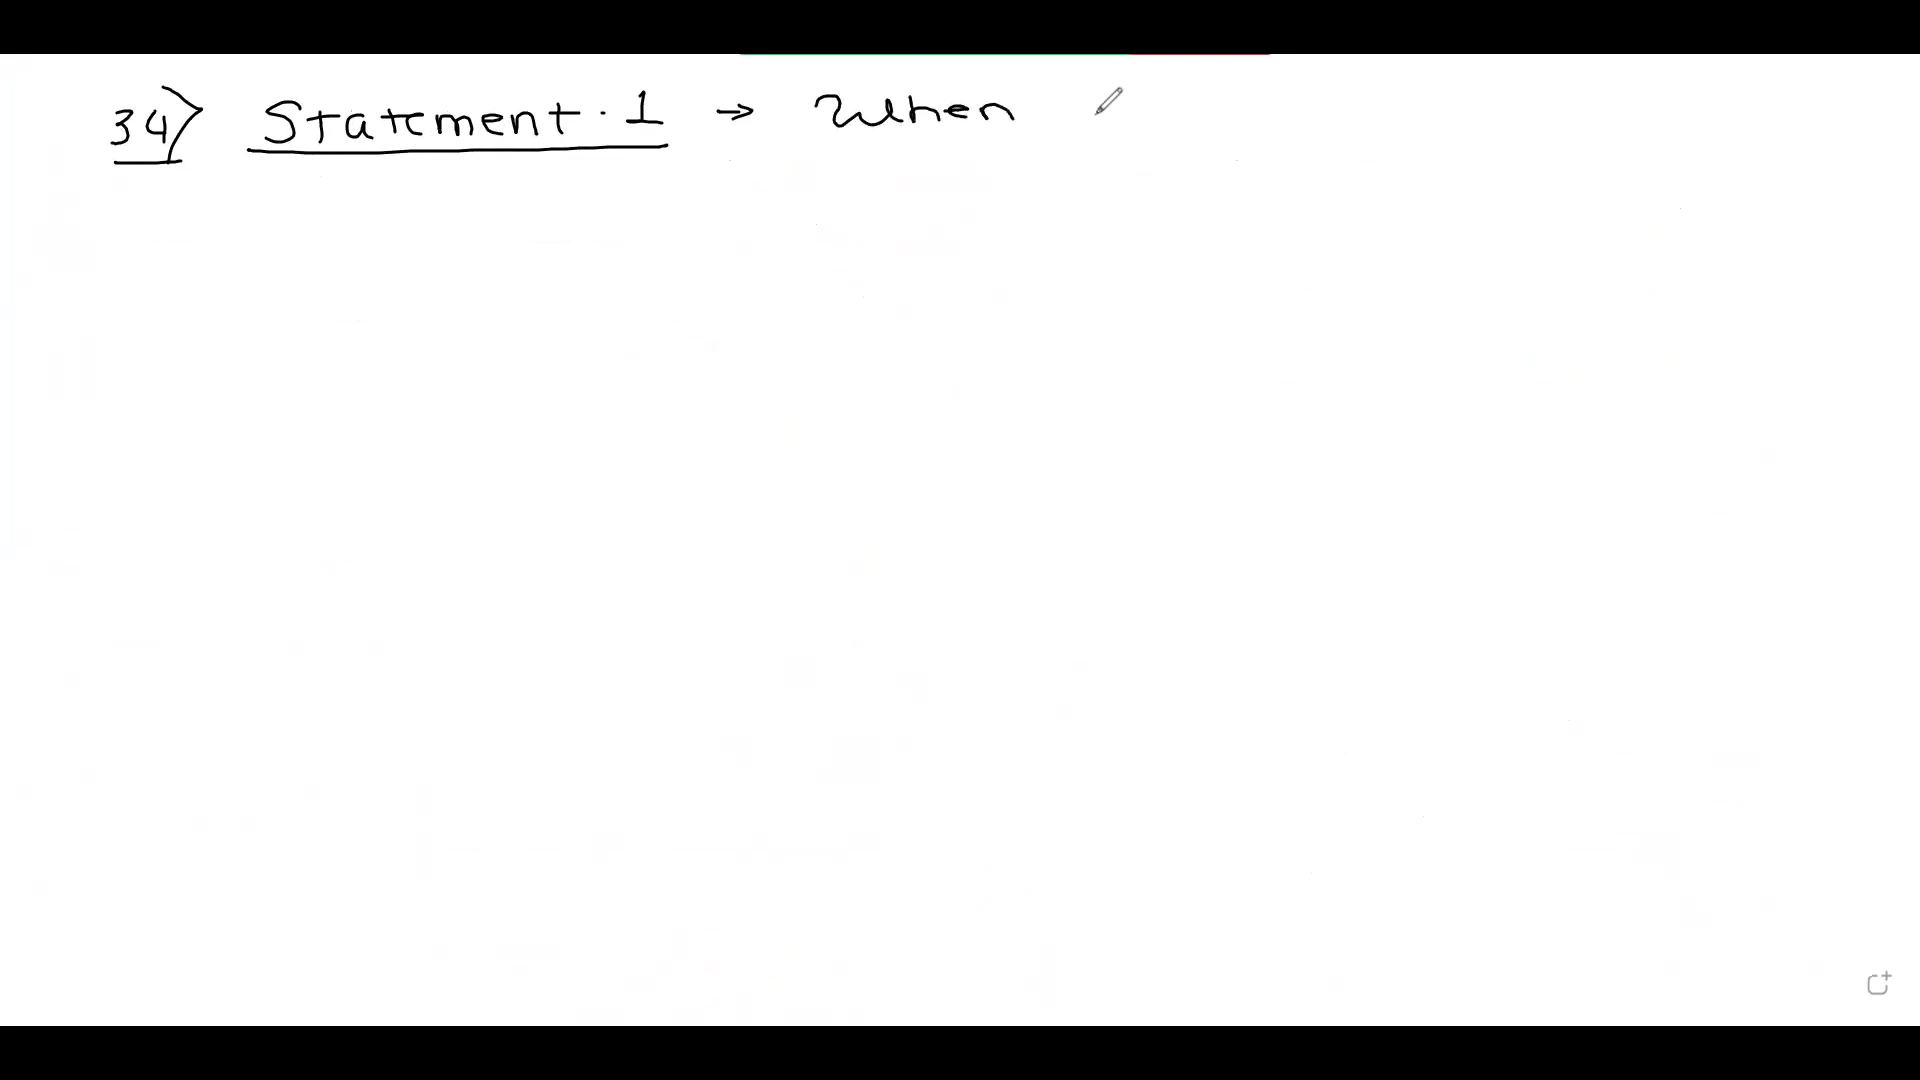 34) Statement. 1 → When